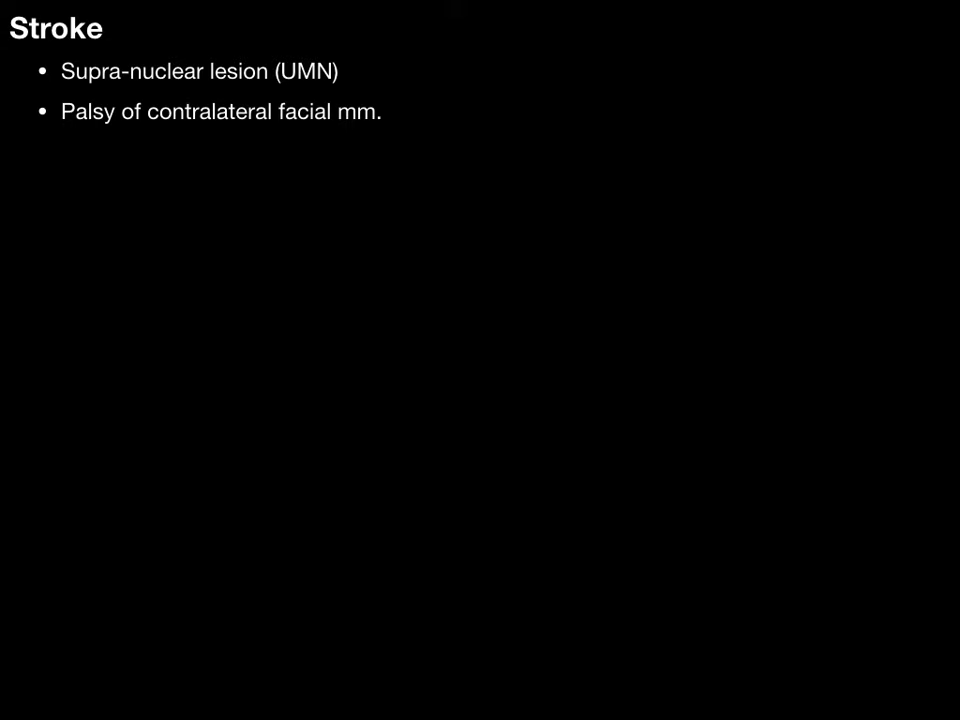 Stroke
• Supra-nuclear lesion (UMN)
• Palsy of contralateral facial mm.